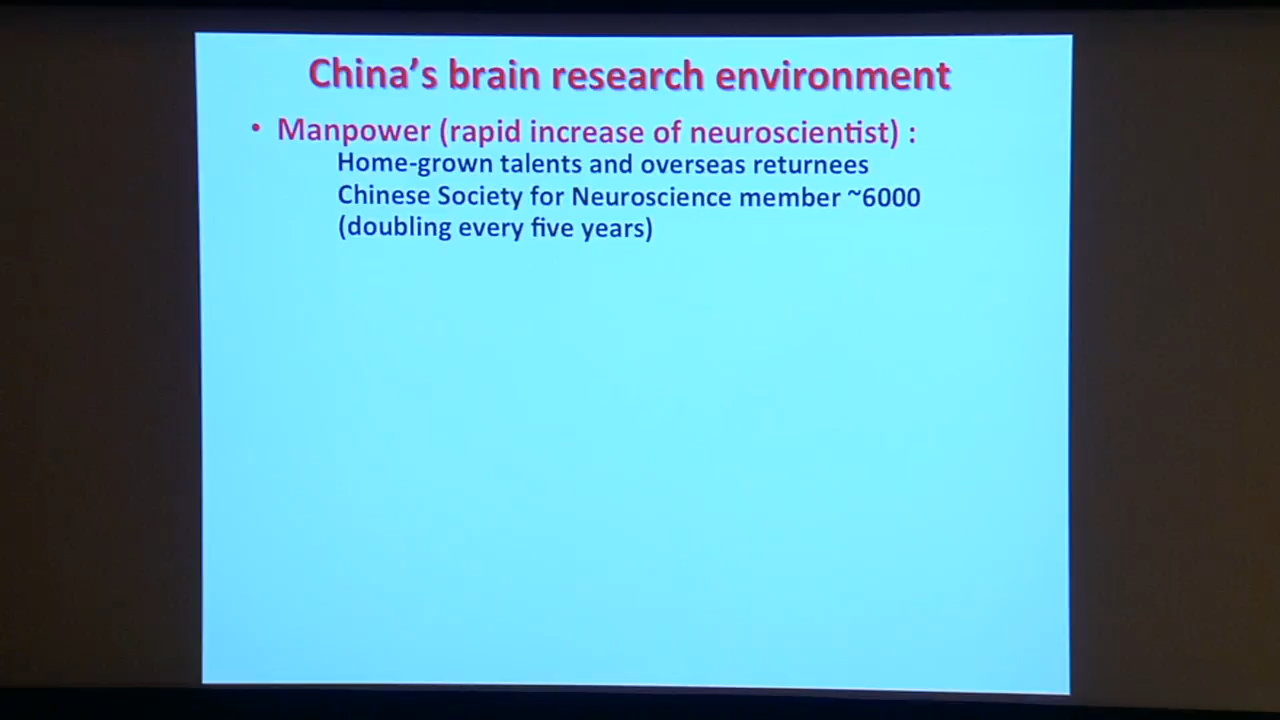 China’s brain research environment
• Manpower (rapid increase of neuroscientist) :
Home-grown talents and overseas returnees
Chinese Society for Neuroscience member ~6000
(doubling every five years)